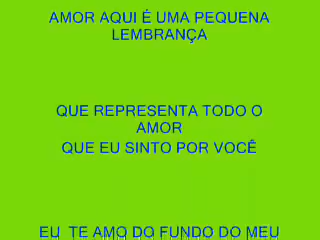 AMOR AQUI É UMA PEQUENA
LEMBRANÇA
QUE REPRESENTA TODO O
AMOR
QUE EU SINTO POR VOCÊ
EU  TE AMO DO FUNDO DO MEU